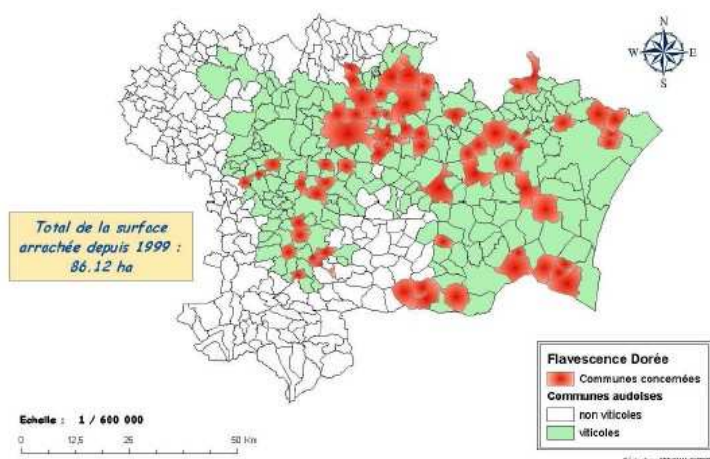 N
W E
S
Total de la surface
arrachée depuis 1999 :
86.12 ha
Flavescence Dorée
Communes concernées
Communes audoises
non viticoles
viticoles
Echelle : 1 / 600 000
0 12,5 25 50 Km